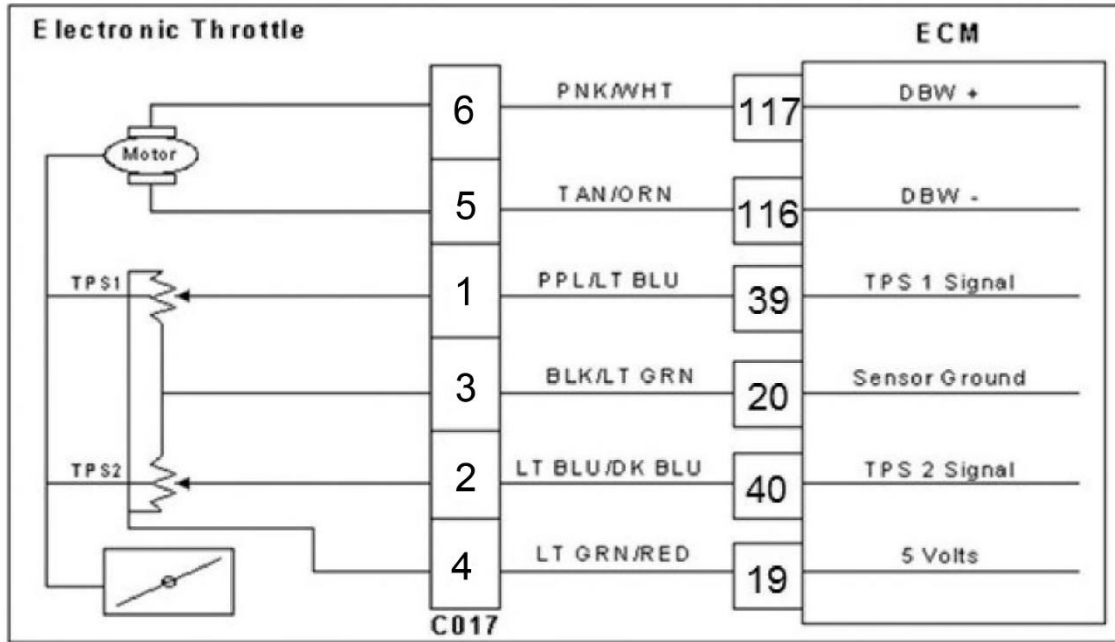 Electronic Throttle
ECM
6 PNK/WHT 117 DBW +
Motor
5 TAN/ORN 116 DBW -
TPS1 1 PPL/LT BLU 39 TPS 1 Signal
3 BLK/LT GRN 20 Sensor Ground
TPS2 2 LT BLU/DK BLU 40 TPS 2 Signal
4 LT GRN/RED 19 5 Volts
C017